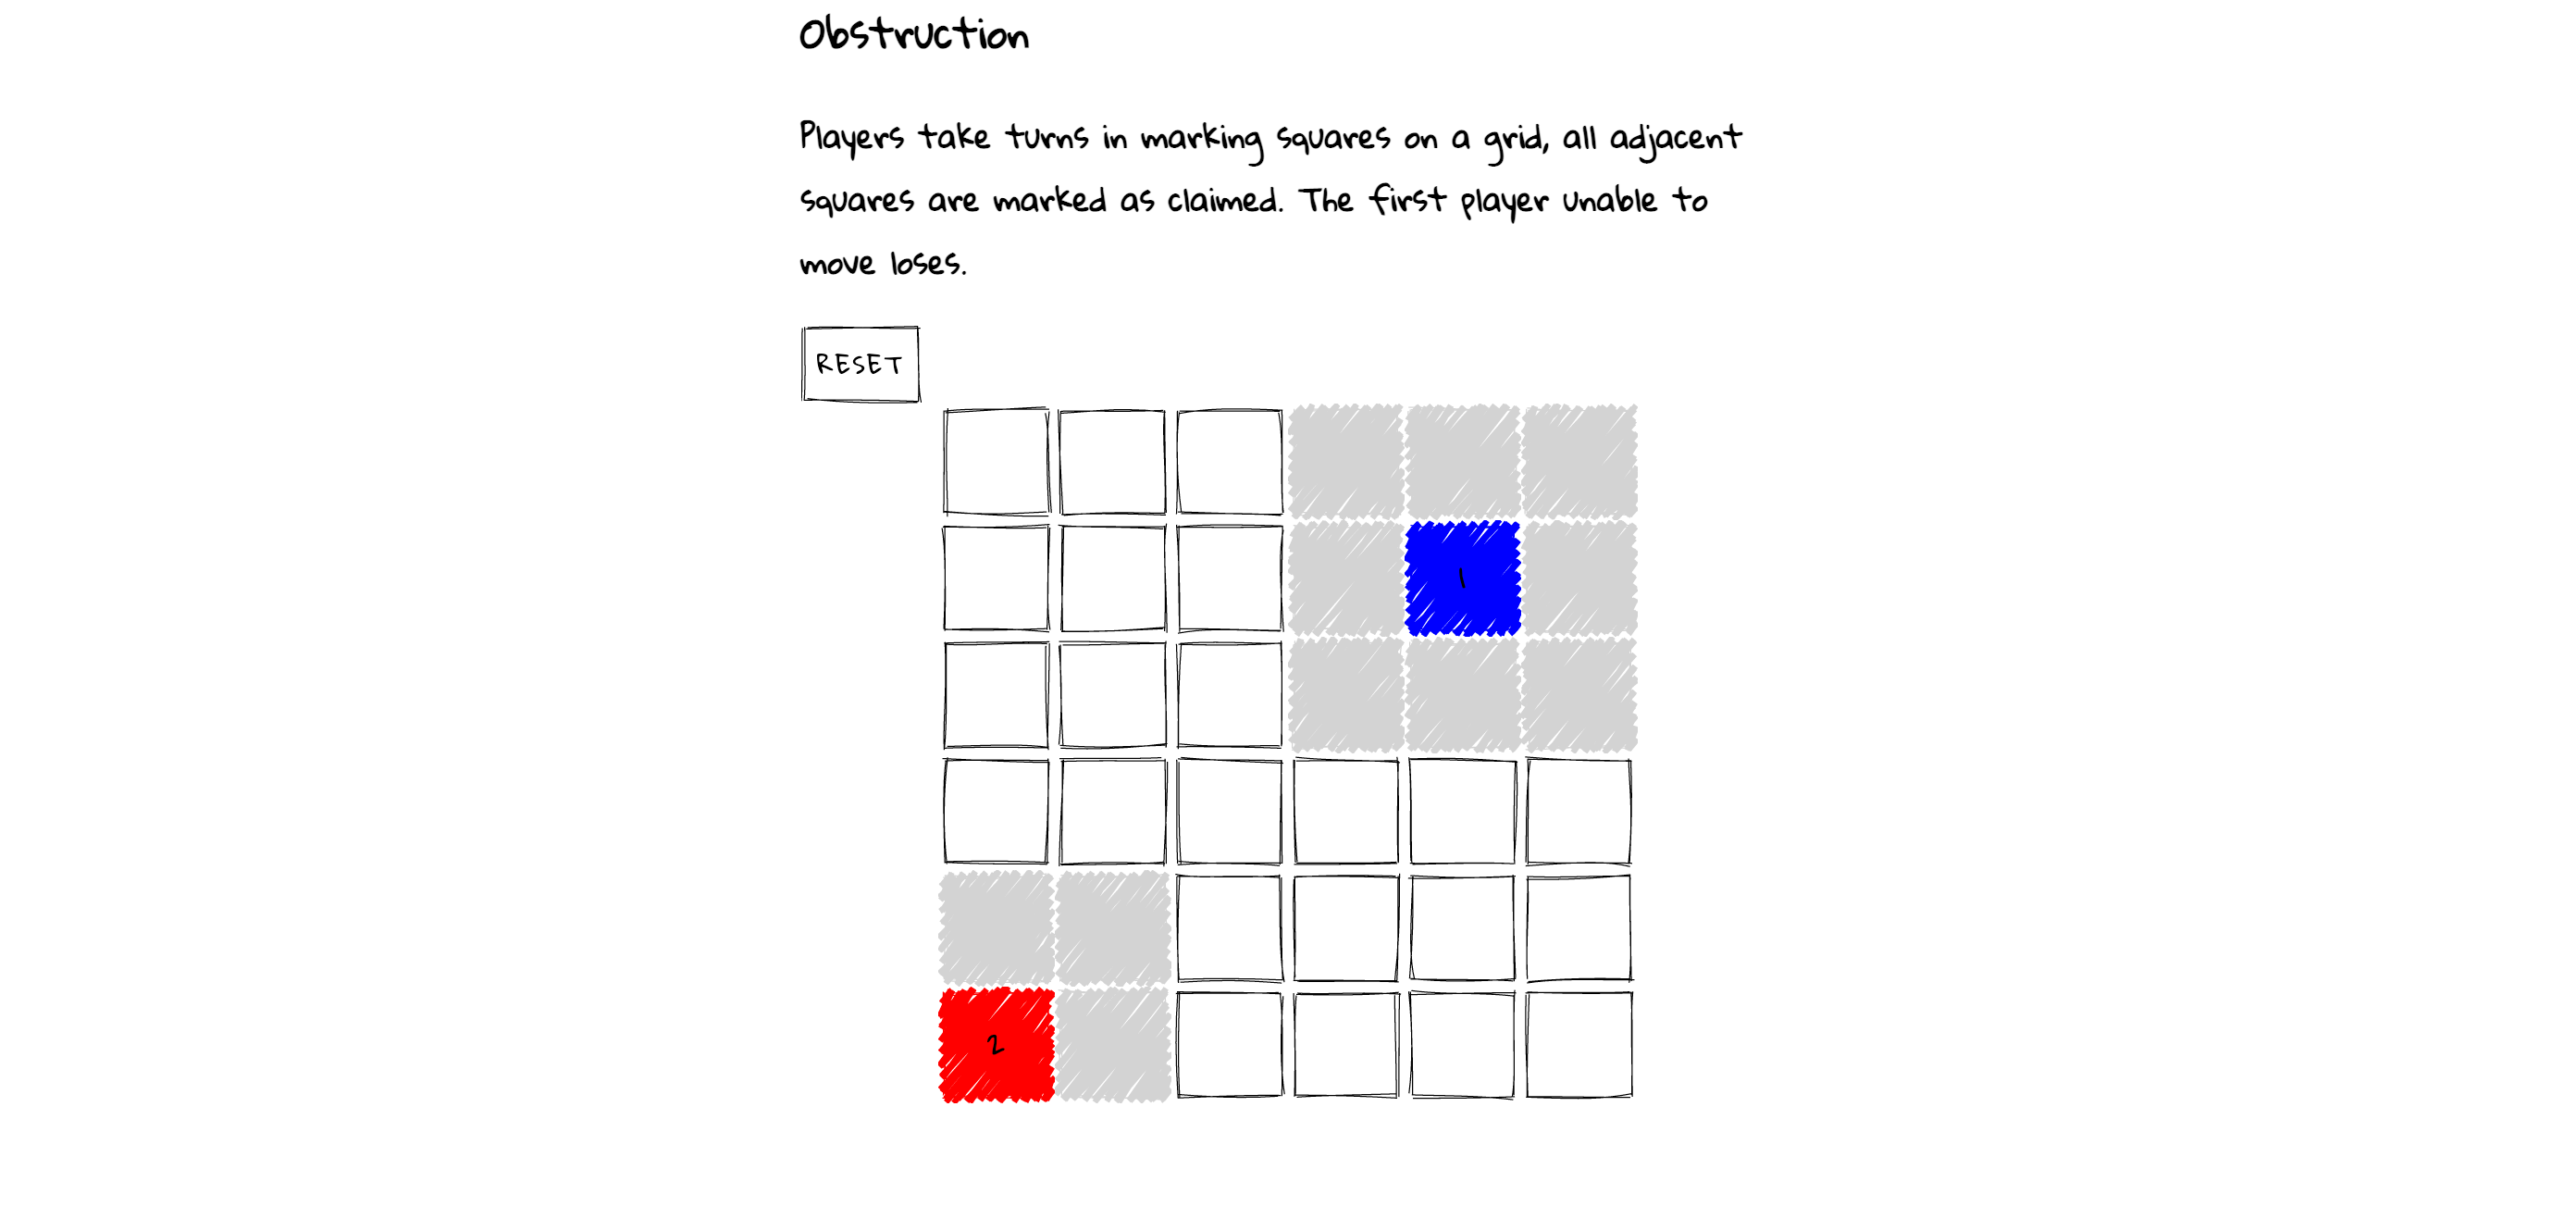 Obstruction
Players take turns in marking squares on a grid, all adjacent
squares are marked as claimed. The first player unable to
move loses.
RESET
1
2